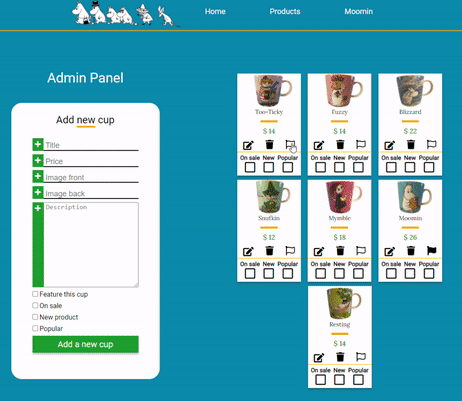 Home Products Moomin
Admin Panel
Add new cup
Title
Price
Image front
Image back
Description
Feature this cup
On sale
New product
Popular
Add a new cup
Too-Ticky Fuzzy Blizzard
$ 14 $ 14 $ 22
On sale New Popular On sale New Popular On sale New Popular
Snufkin Mymble Moomin
$ 12 $ 18 $ 26
On sale New Popular On sale New Popular On sale New Popular
Resting
$ 14
On sale New Popular